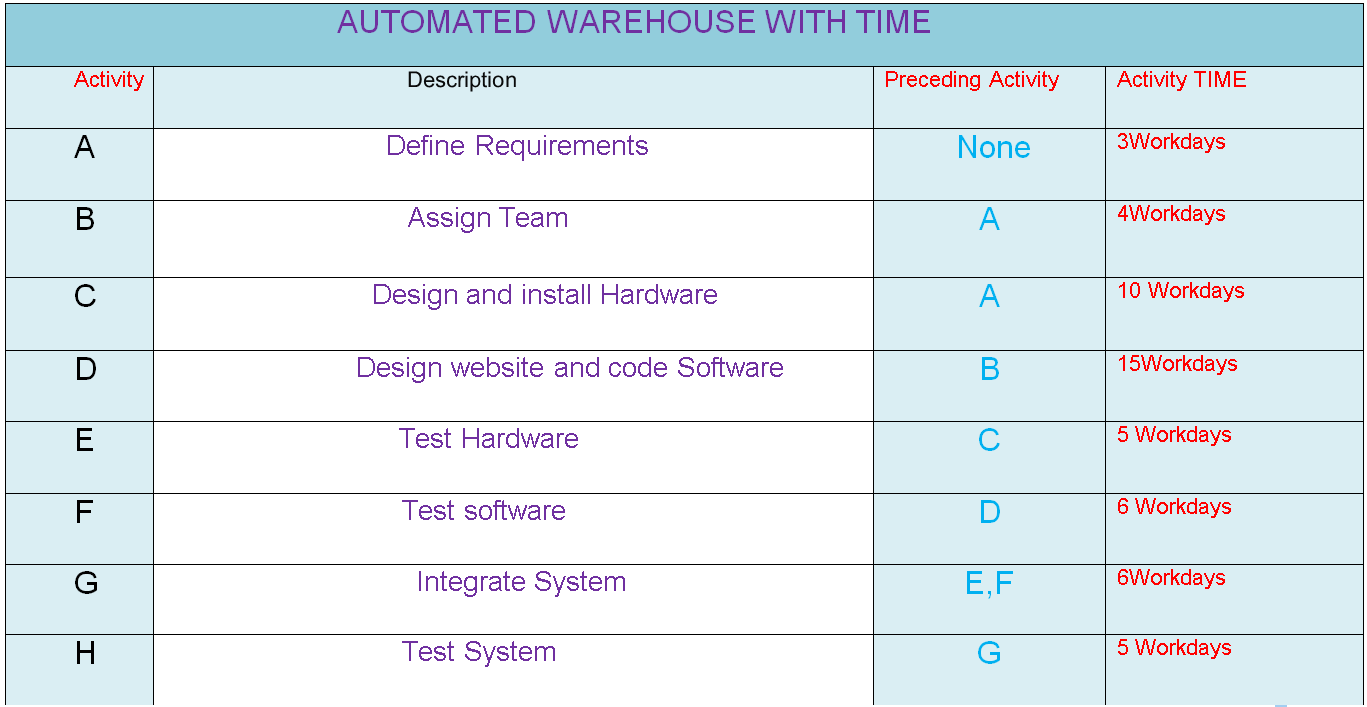 AUTOMATED WAREHOUSE WITH TIME
Activity Description Preceding Activity Activity TIME
A Define Requirements None 3Workdays
B Assign Team A 4Workdays
C Design and install Hardware A 10 Workdays
D Design website and code Software B 15Workdays
E Test Hardware C 5 Workdays
F Test software D 6 Workdays
G Integrate System E,F 6Workdays
H Test System G 5 Workdays